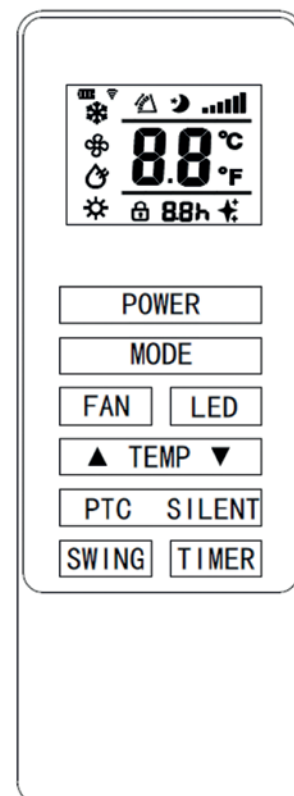 88 °C
°F
8.8h
POWER
MODE
FAN LED
▲ TEMP ▼
PTC SILENT
SWING TIMER